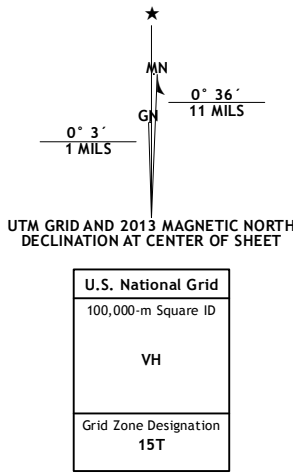 ★
MN
0° 36´
11 MILS
GN
0° 3´
1 MILS
UTM GRID AND 2013 MAGNETIC NORTH
DECLINATION AT CENTER OF SHEET
U.S. National Grid
100,000-m Square ID
VH
Grid Zone Designation
15T